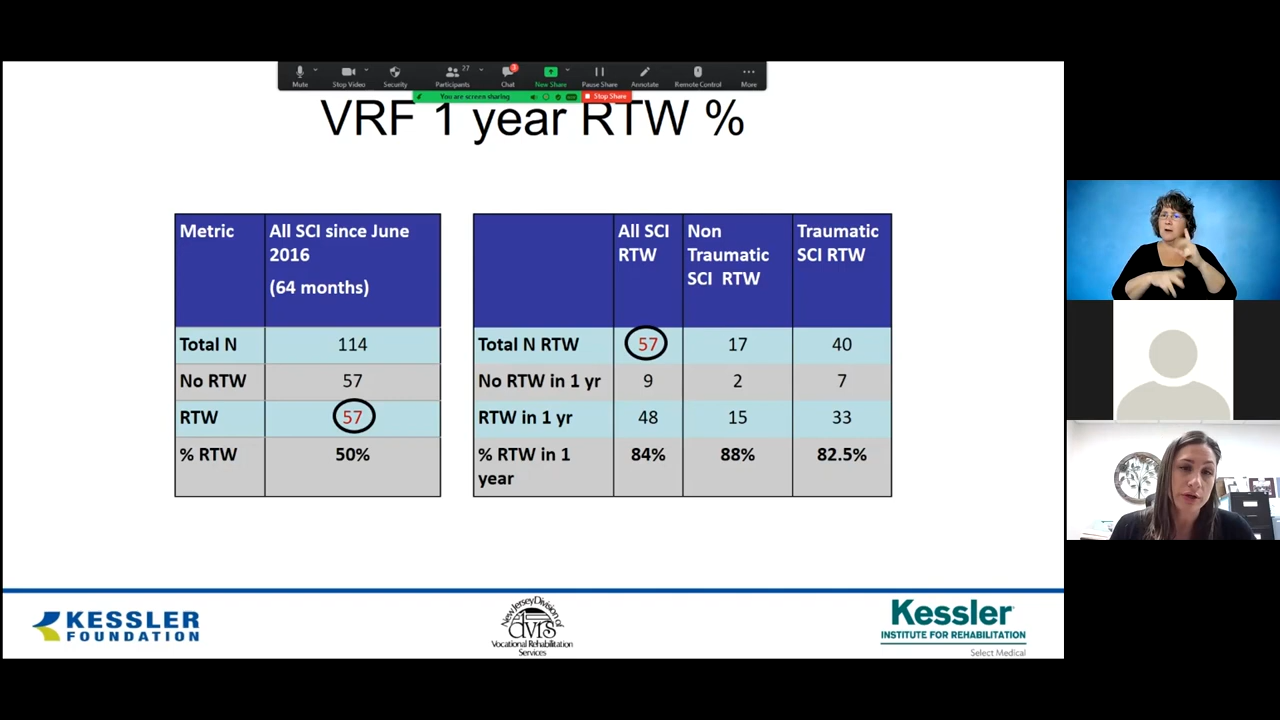 Mute
Stop Video
Security
27
Participants
3
Chat
New Share
Pause Share
Annotate
Remote Control
More
You are screen sharing
Stop Share
VRF 1 year RTW %
Metric
All SCI since June
2016
(64 months)
Total N
114
No RTW
57
RTW
57
% RTW
50%
All SCI
RTW
Non
Traumatic
SCI RTW
Traumatic
SCI RTW
Total N RTW
57
17
40
No RTW in 1 yr
9
2
7
RTW in 1 yr
48
15
33
% RTW in 1
year
84%
88%
82.5%
KESSLER
FOUNDATION
New Jersey Division of
dvrs
Vocational Rehabilitation
Services
Kessler
INSTITUTE FOR REHABILITATION
Select Medical